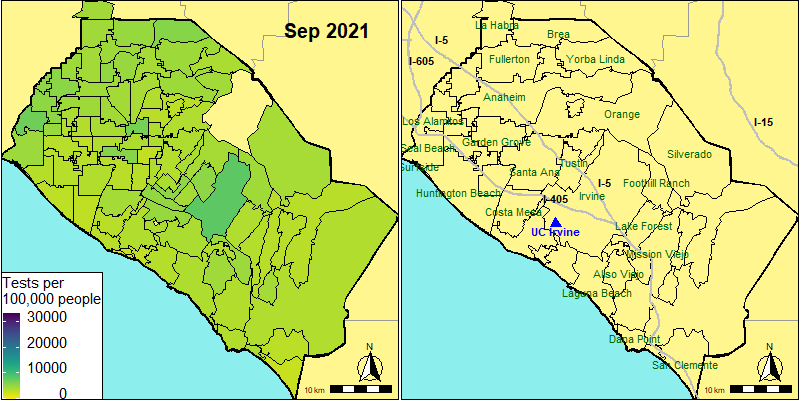 Sep 2021
Tests per
100,000 people
30000
20000
10000
0
N
10 km
La Habra
Brea
I-5
I-605
Fullerton
Yorba Linda
Anaheim
Orange
I-15
Los Alamitos
Garden Grove
Seal Beach
Silverado
Tustin
Surfside
Santa Ana
I-5
Foothill Ranch
Huntington Beach
Irvine
I-405
Costa Mesa
Lake Forest
UC Irvine
Mission Viejo
Aliso Viejo
Laguna Beach
Dana Point
San Clemente
N
10 km